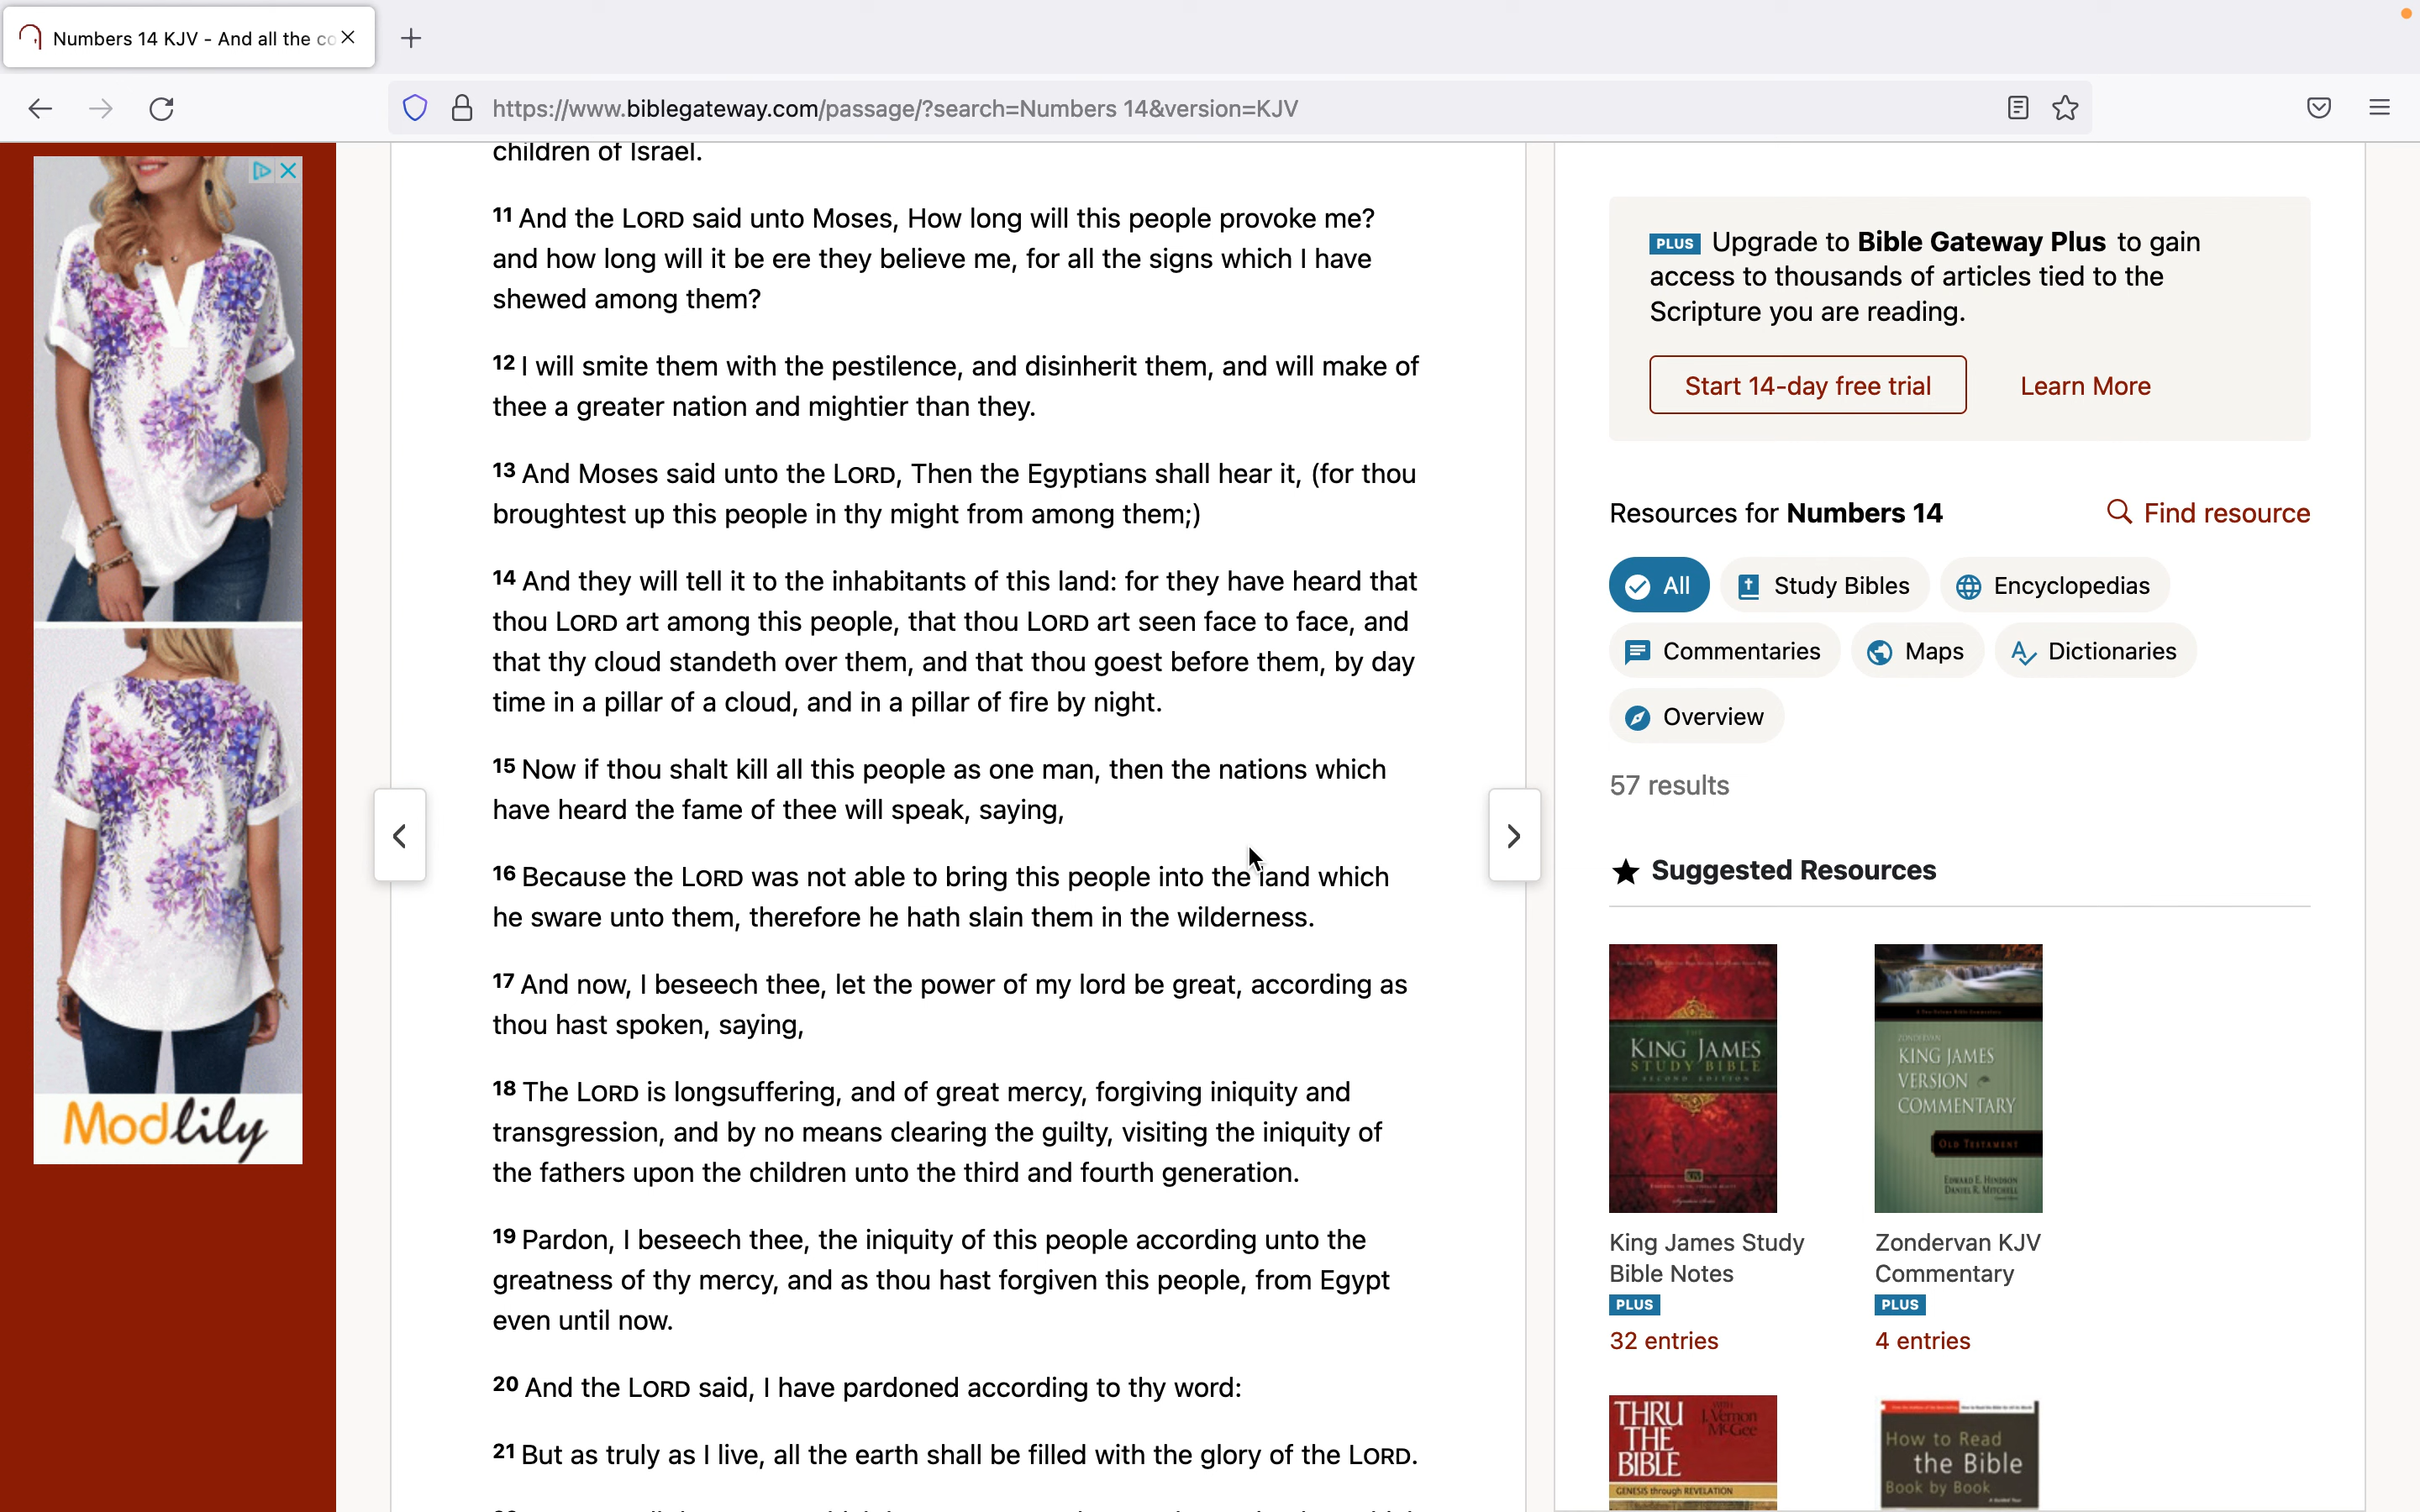 Numbers 14 KJV - And all the co
https://www.biblegateway.com/passage/?search=Numbers 14&version=KJV
Modlily
children of Israel.
11 And the LORD said unto Moses, How long will this people provoke me?
and how long will it be ere they believe me, for all the signs which I have
shewed among them?
12 I will smite them with the pestilence, and disinherit them, and will make of
thee a greater nation and mightier than they.
13 And Moses said unto the LORD, Then the Egyptians shall hear it, (for thou
broughtest up this people in thy might from among them;)
14 And they will tell it to the inhabitants of this land: for they have heard that
thou LORD art among this people, that thou LORD art seen face to face, and
that thy cloud standeth over them, and that thou goest before them, by day
time in a pillar of a cloud, and in a pillar of fire by night.
15 Now if thou shalt kill all this people as one man, then the nations which
have heard the fame of thee will speak, saying,
16 Because the LORD was not able to bring this people into the land which
he sware unto them, therefore he hath slain them in the wilderness.
17 And now, I beseech thee, let the power of my lord be great, according as
thou hast spoken, saying,
18 The LORD is longsuffering, and of great mercy, forgiving iniquity and
transgression, and by no means clearing the guilty, visiting the iniquity of
the fathers upon the children unto the third and fourth generation.
19 Pardon, I beseech thee, the iniquity of this people according unto the
greatness of thy mercy, and as thou hast forgiven this people, from Egypt
even until now.
20 And the LORD said, I have pardoned according to thy word:
21 But as truly as I live, all the earth shall be filled with the glory of the LORD.
PLUS Upgrade to Bible Gateway Plus to gain
access to thousands of articles tied to the
Scripture you are reading.
Start 14-day free trial Learn More
Resources for Numbers 14 Find resource
All Study Bibles Encyclopedias
Commentaries Maps Dictionaries
Overview
57 results
Suggested Resources
THE
KING JAMES
STUDY BIBLE
SECOND EDITION
King James Study
Bible Notes
PLUS
32 entries
ZONDERVAN
KING JAMES
VERSION
COMMENTARY
OLD TESTAMENT
EDWARD E. HINDSON
DANIEL R. MITCHELL
Zondervan KJV
Commentary
PLUS
4 entries
THRU
THE
BIBLE
J. Vernon
McGee
GENESIS through REVELATION
How to Read
the Bible
Book by Book